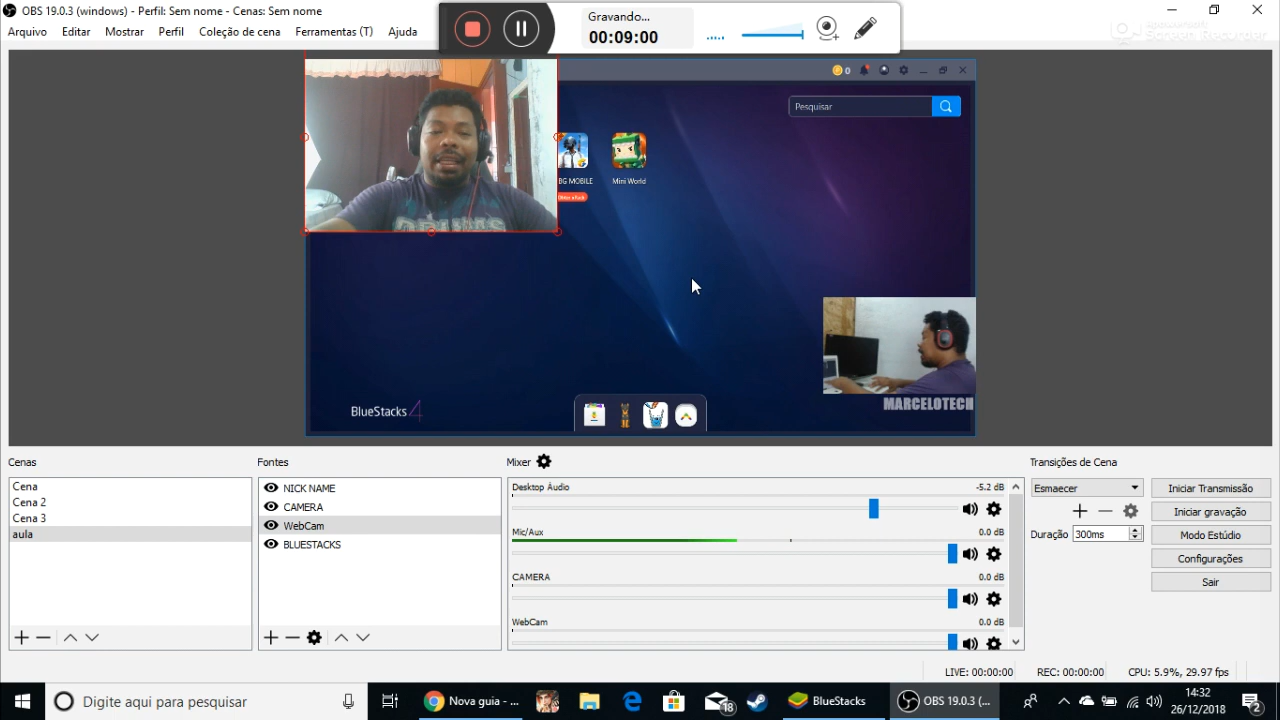 OBS 19.0.3 (windows) - Perfil: Sem nome - Cenas: Sem nome
Gravando...
00:09:00
Arquivo Editar Mostrar Perfil Coleção de cena Ferramentas (T) Ajuda
Apowersoft
Screen Recorder
0
Pesquisar
BG MOBILE
Mini World
BlueStacks 4
MARCELOTECH
Cenas
Cena
Cena 2
Cena 3
aula
Fontes
NICK NAME
CAMERA
WebCam
BLUESTACKS
Mixer
Desktop Áudio -5.2 dB
Mic/Aux 0.0 dB
CAMERA 0.0 dB
WebCam 0.0 dB
Transições de Cena
Esmaecer
Duração 300ms
Iniciar Transmissão
Iniciar gravação
Modo Estúdio
Configurações
Sair
LIVE: 00:00:00 REC: 00:00:00 CPU: 5.9%, 29.97 fps
Digite aqui para pesquisar
Nova guia - ...
18
BlueStacks
OBS 19.0.3 (...
14:32
26/12/2018
2